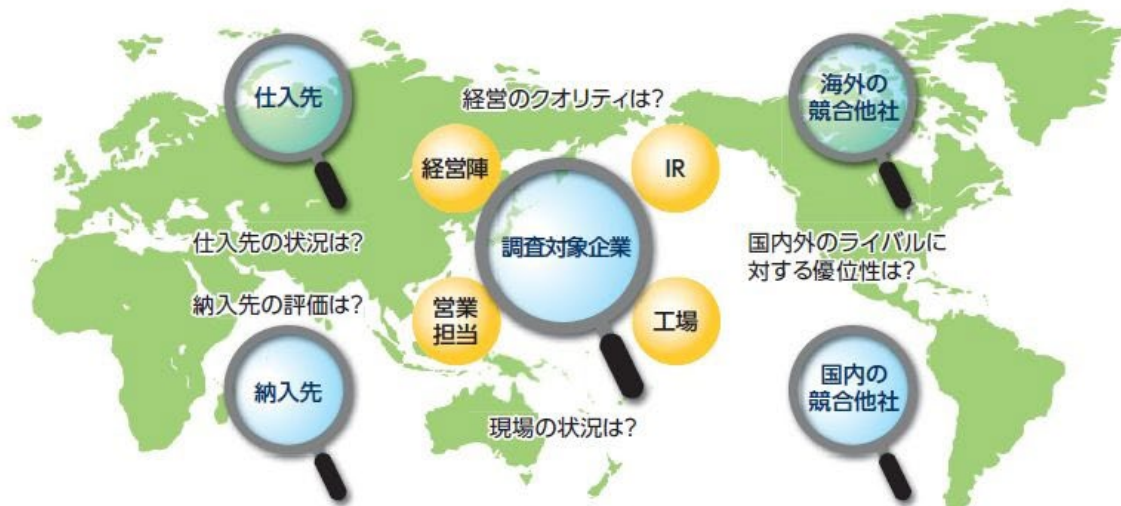 仕入先
経営のクオリティは?
海外の
競合他社
経営陣
IR
調査対象企業
仕入先の状況は?
国内外のライバルに
対する優位性は?
納入先の評価は?
営業
担当
工場
納入先
国内の
競合他社
現場の状況は?